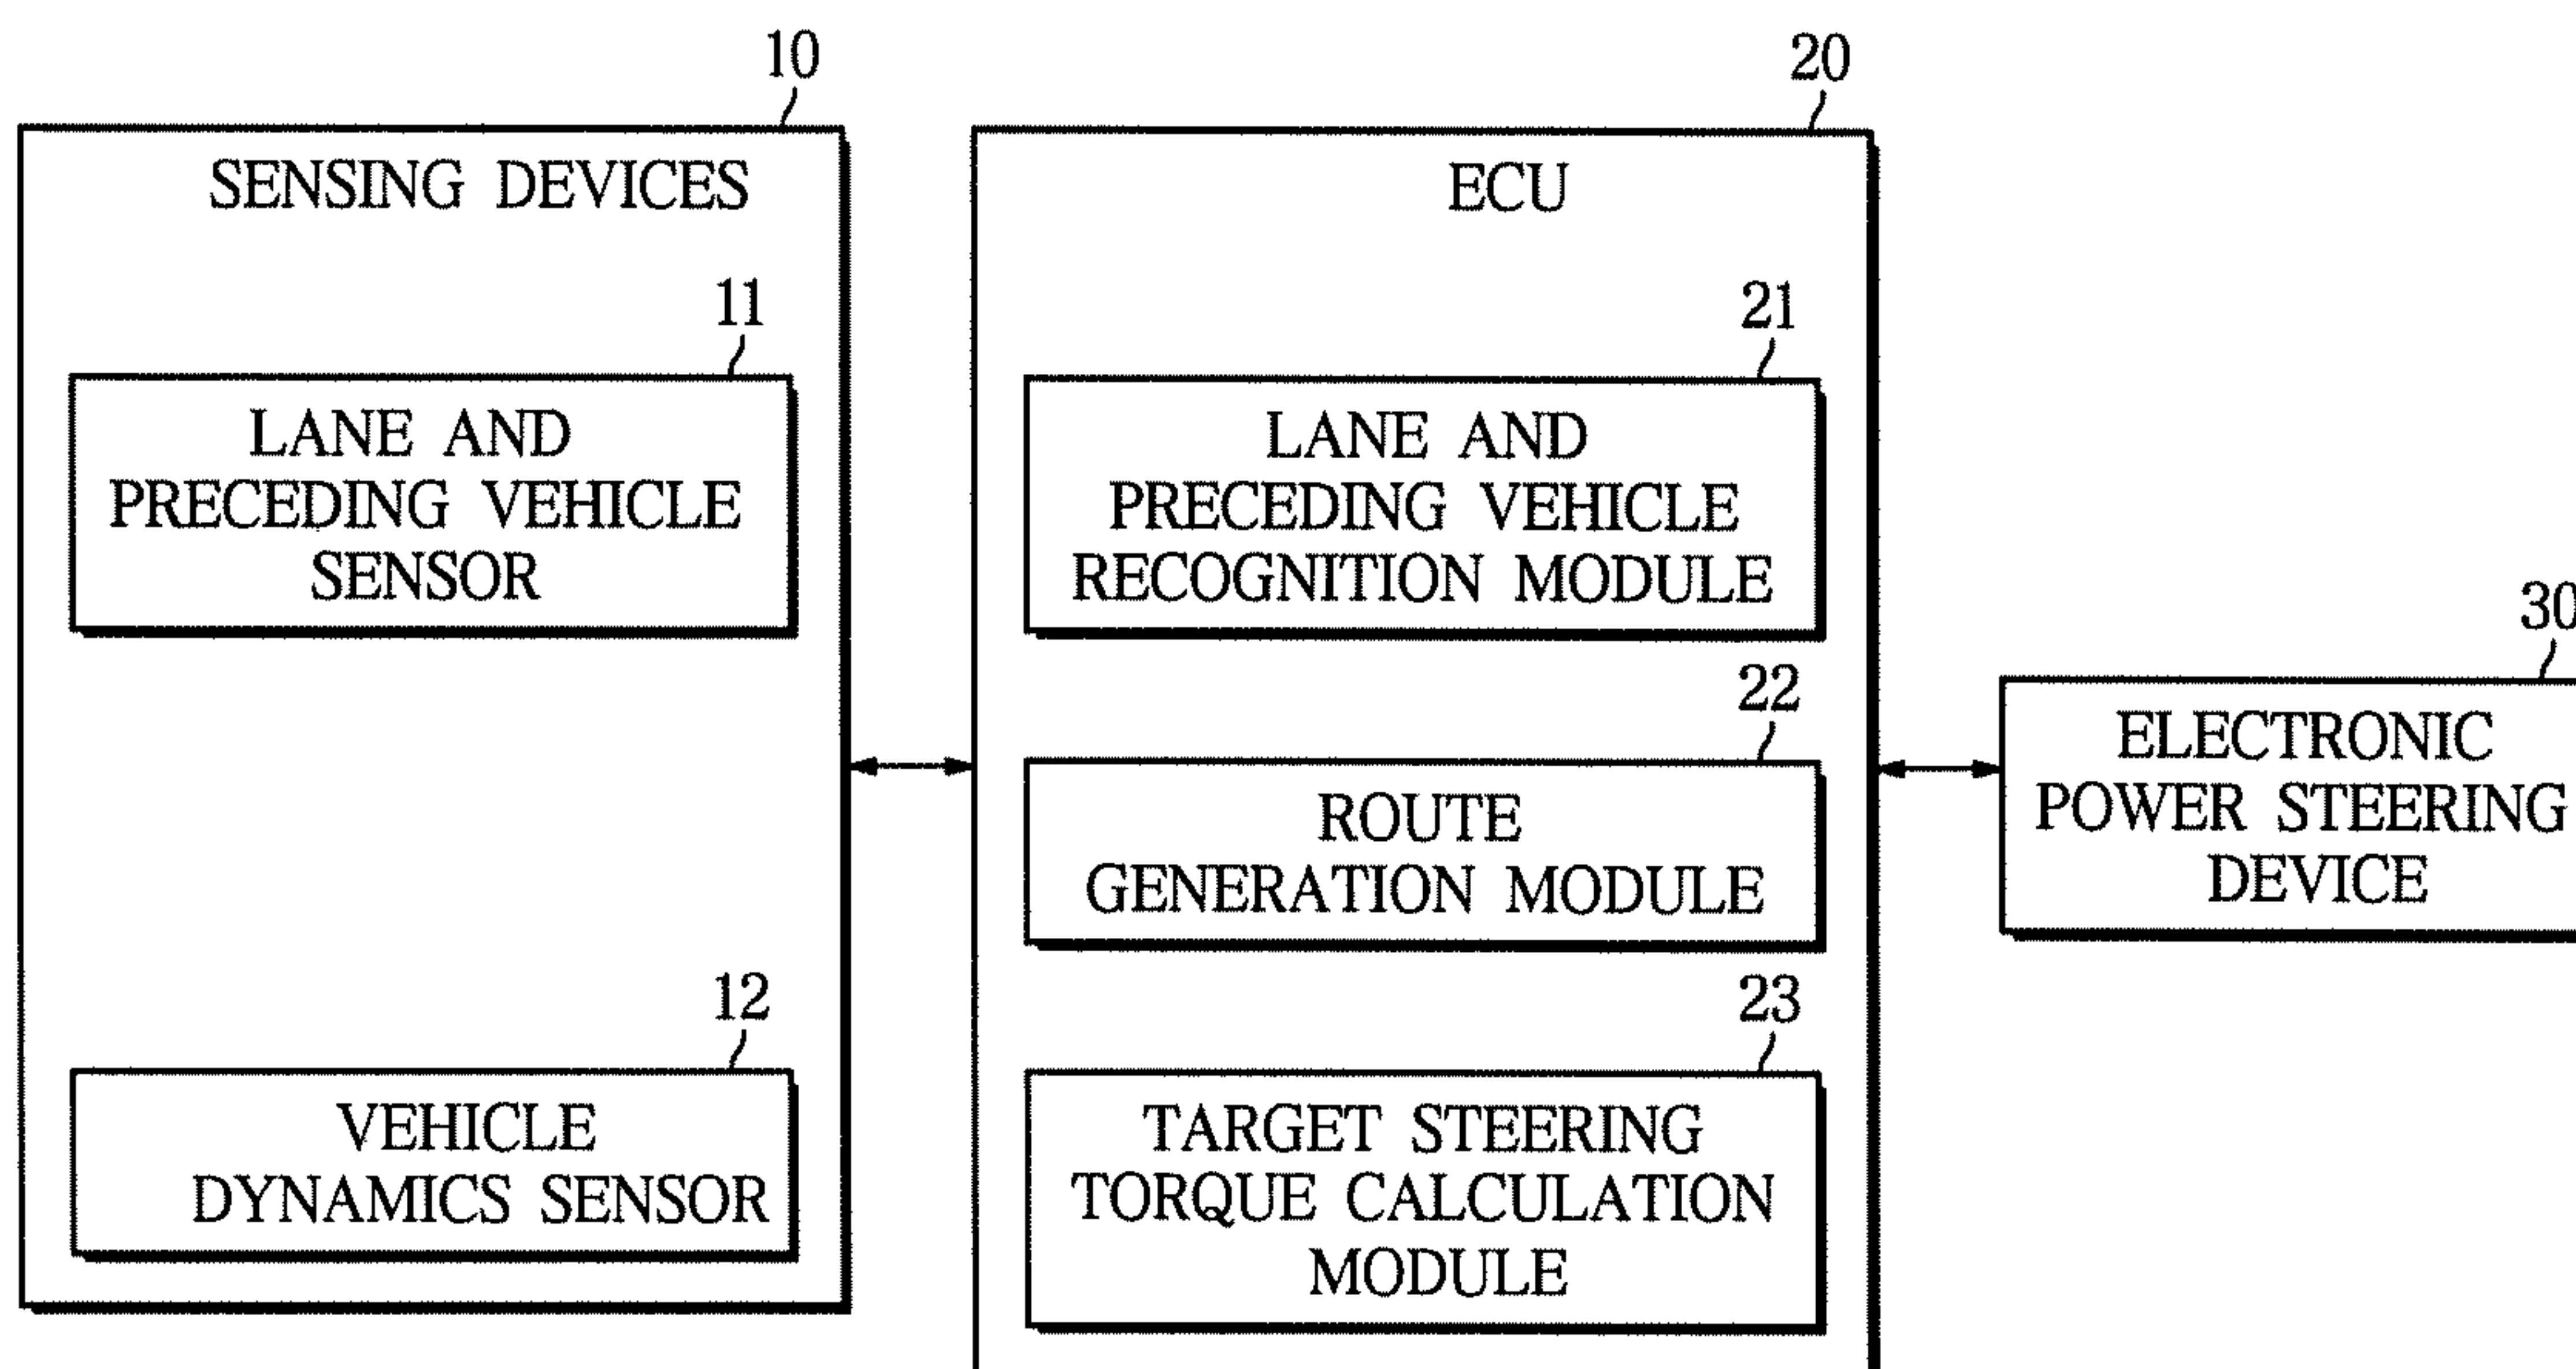 10
SENSING DEVICES
11
LANE AND
PRECEDING VEHICLE
SENSOR
12
VEHICLE
DYNAMICS SENSOR
20
ECU
21
LANE AND
PRECEDING VEHICLE
RECOGNITION MODULE
22
ROUTE
GENERATION MODULE
23
TARGET STEERING
TORQUE CALCULATION
MODULE
30
ELECTRONIC
POWER STEERING
DEVICE